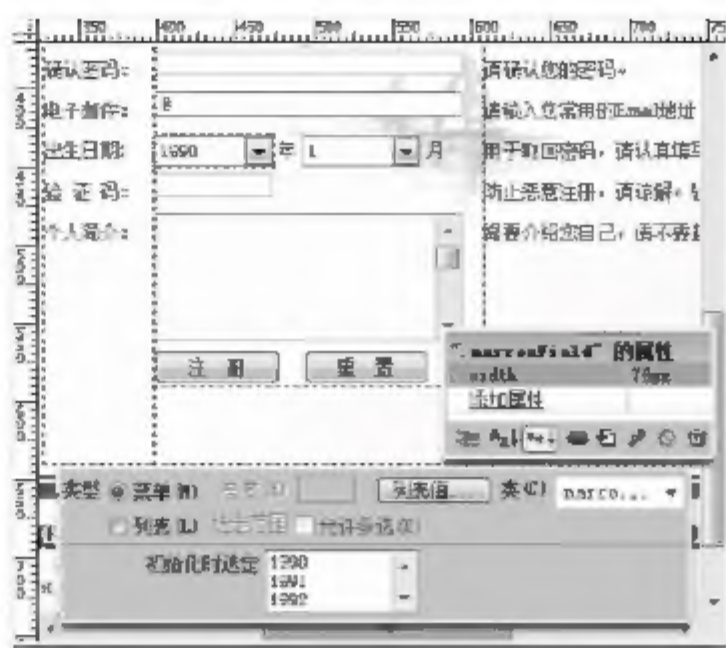 350 400 450 500 550 600 650 700 75
确认密码： 请确认您的密码。
电子邮件： 请输入您常用的Email地址
出生日期： 1990 年 1 月 用于取回密码，请认真填写
验 证 码： 防止恶意注册，请谅解。
个人简介： 简要介绍您自己，请不要
注 册 重 置
".narrowField" 的属性
width 70px
添加属性
类型 菜单(M) 列表值... 类(C) narro...
列表(L) 允许多选(V)
初始化时选定 1990
1991
1992